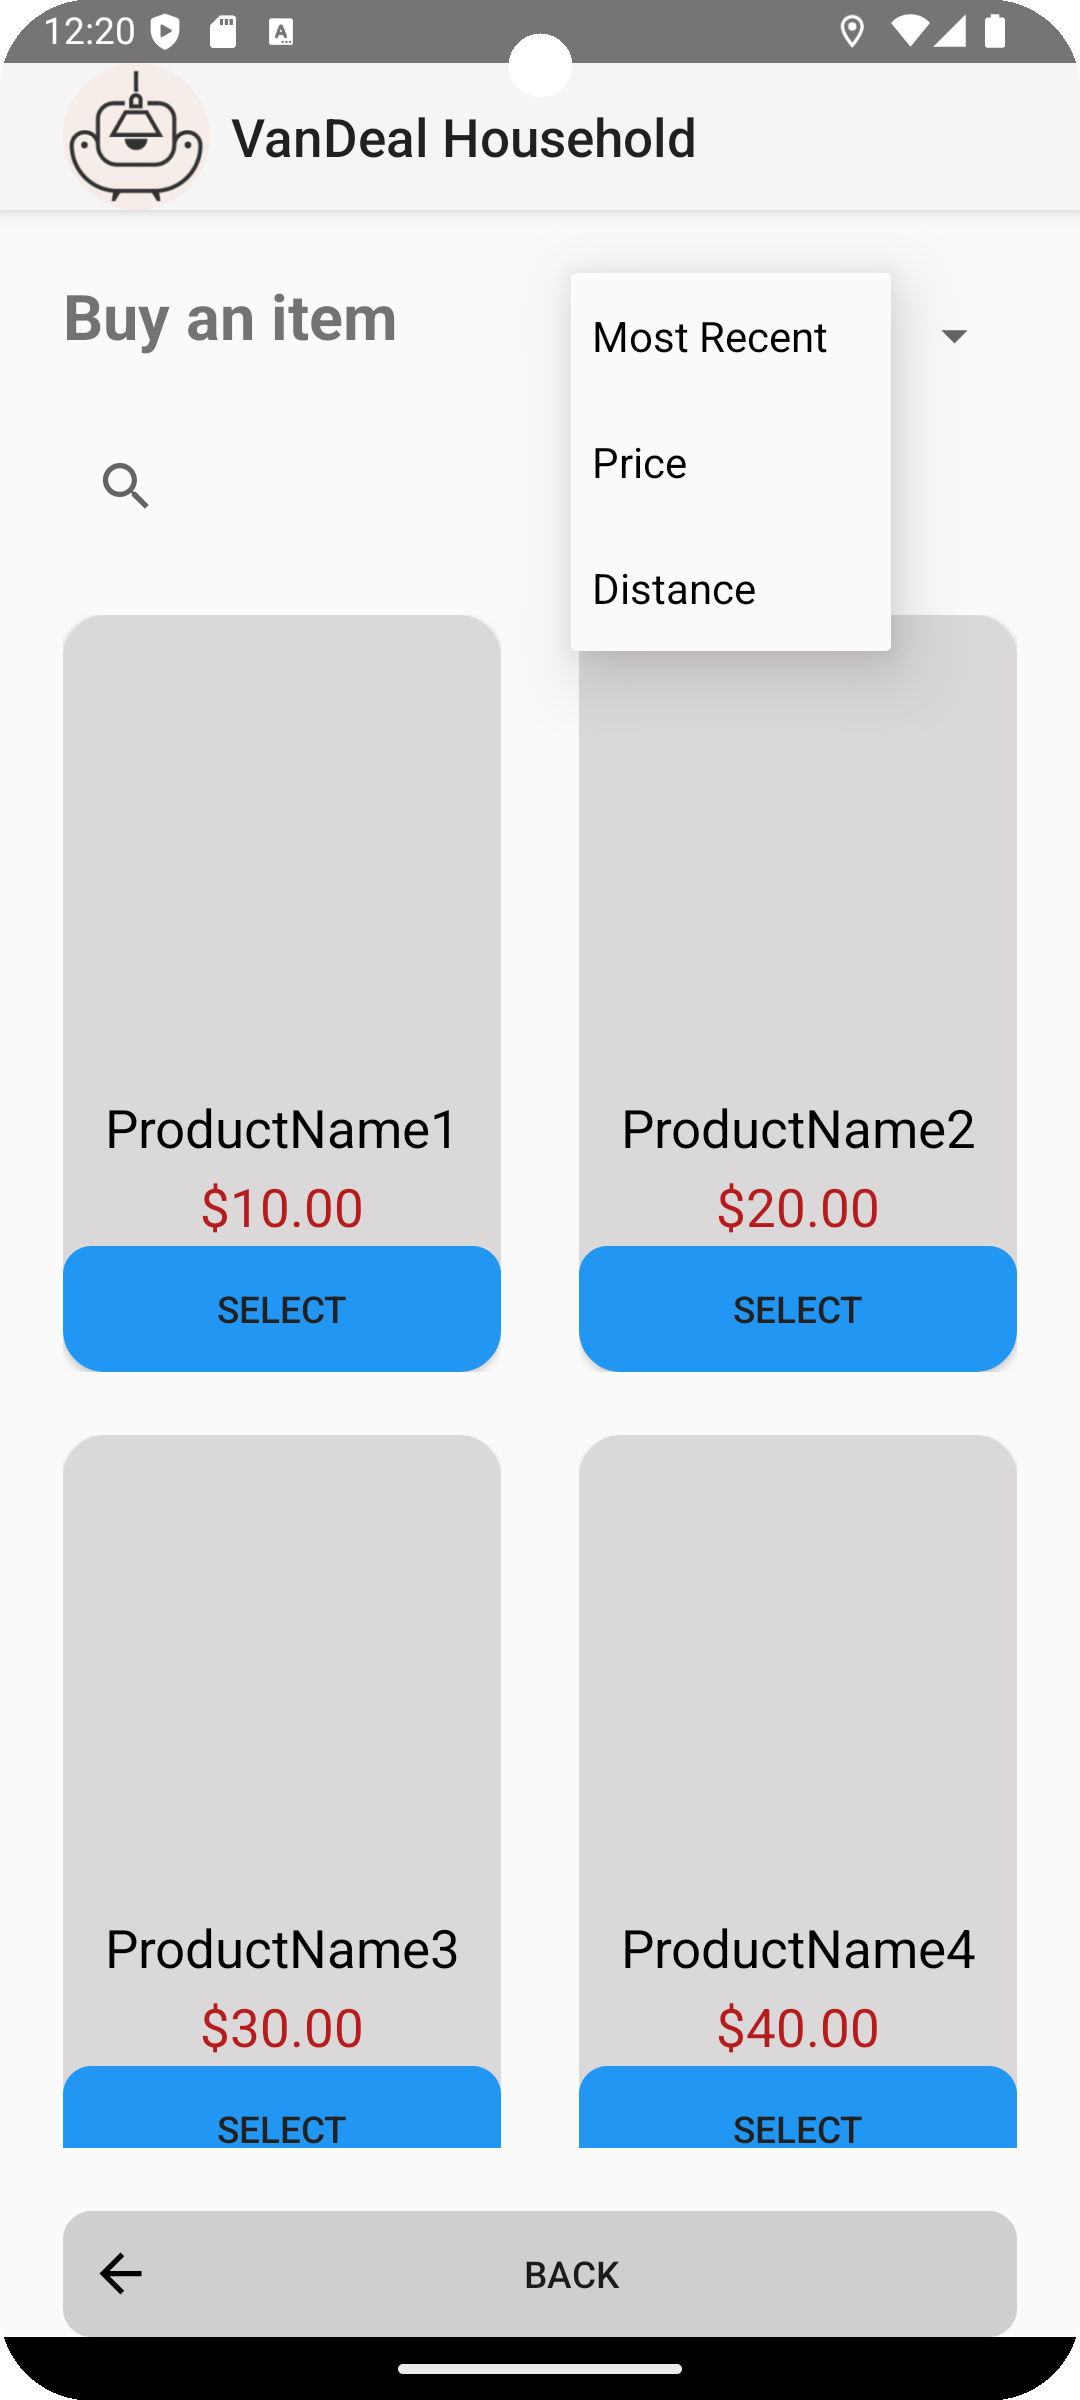 12:20
VanDeal Household
Buy an item
Most Recent
Price
Distance
ProductName1
$10.00
SELECT
ProductName2
$20.00
SELECT
ProductName3
$30.00
SELECT
ProductName4
$40.00
SELECT
BACK